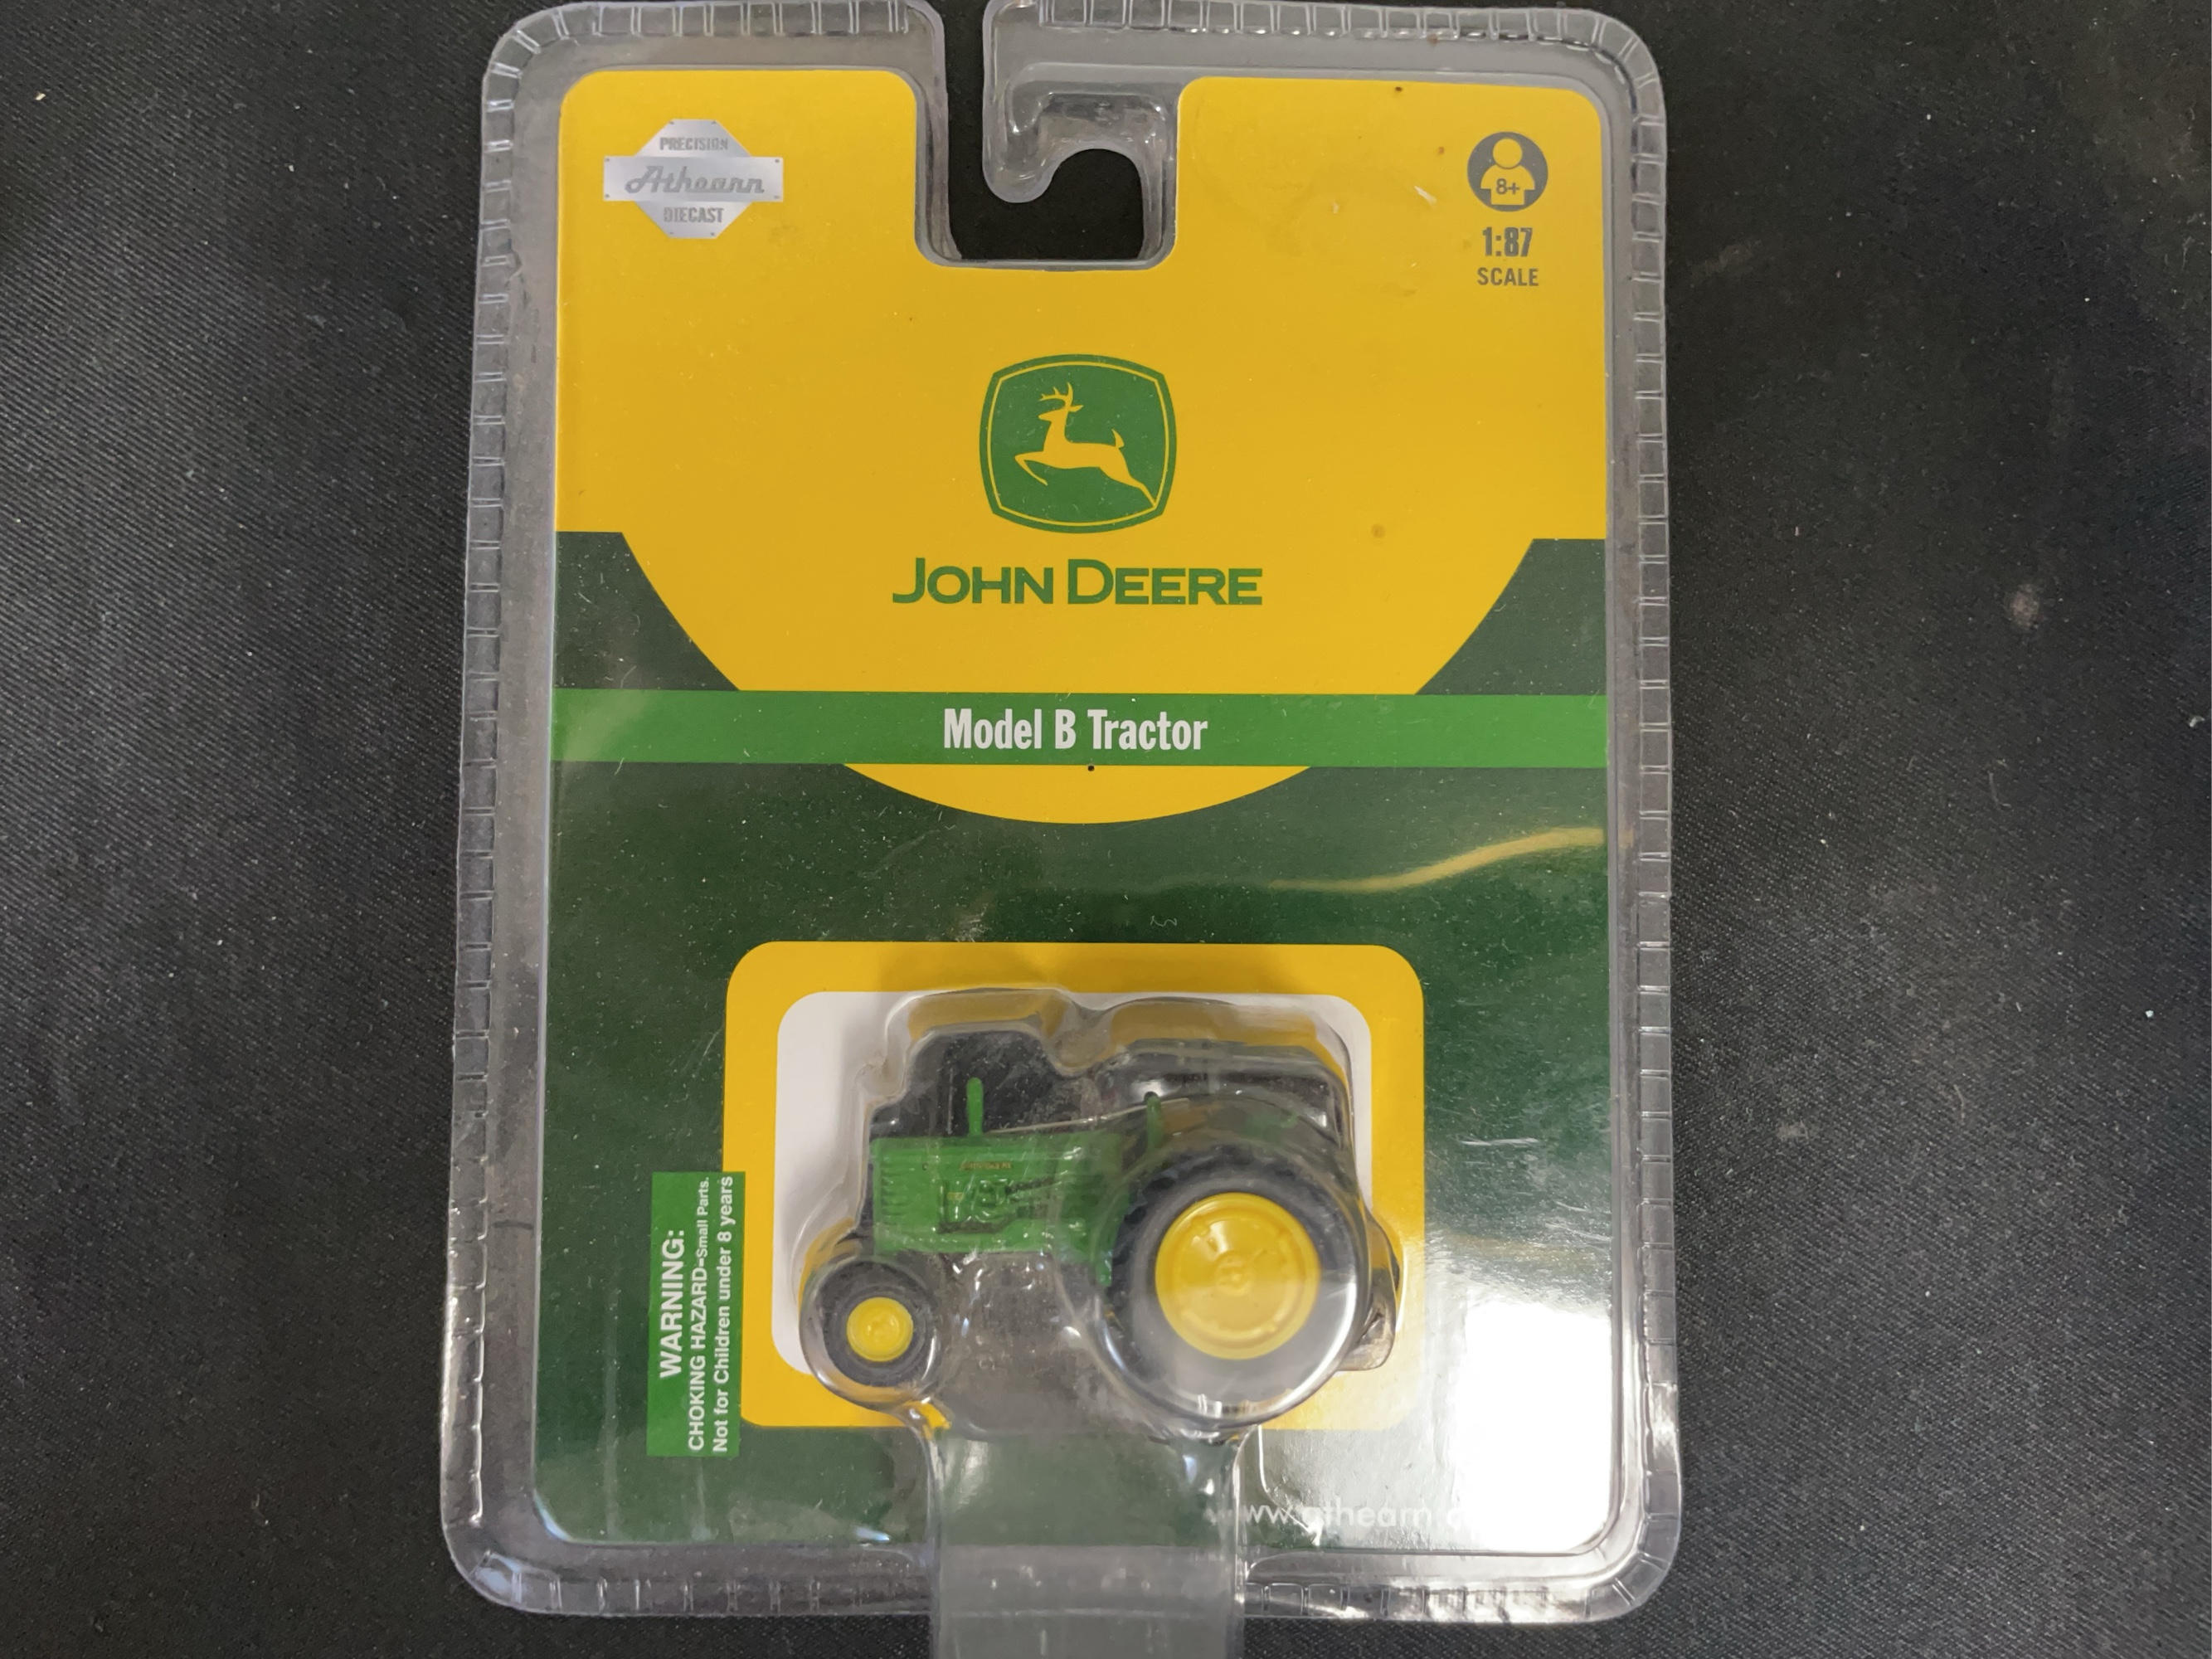 PRECISION
Athearn
DIECAST
8+
1:87
SCALE
JOHN DEERE
Model B Tractor
WARNING:
CHOKING HAZARD-Small Parts.
Not for Children under 8 years